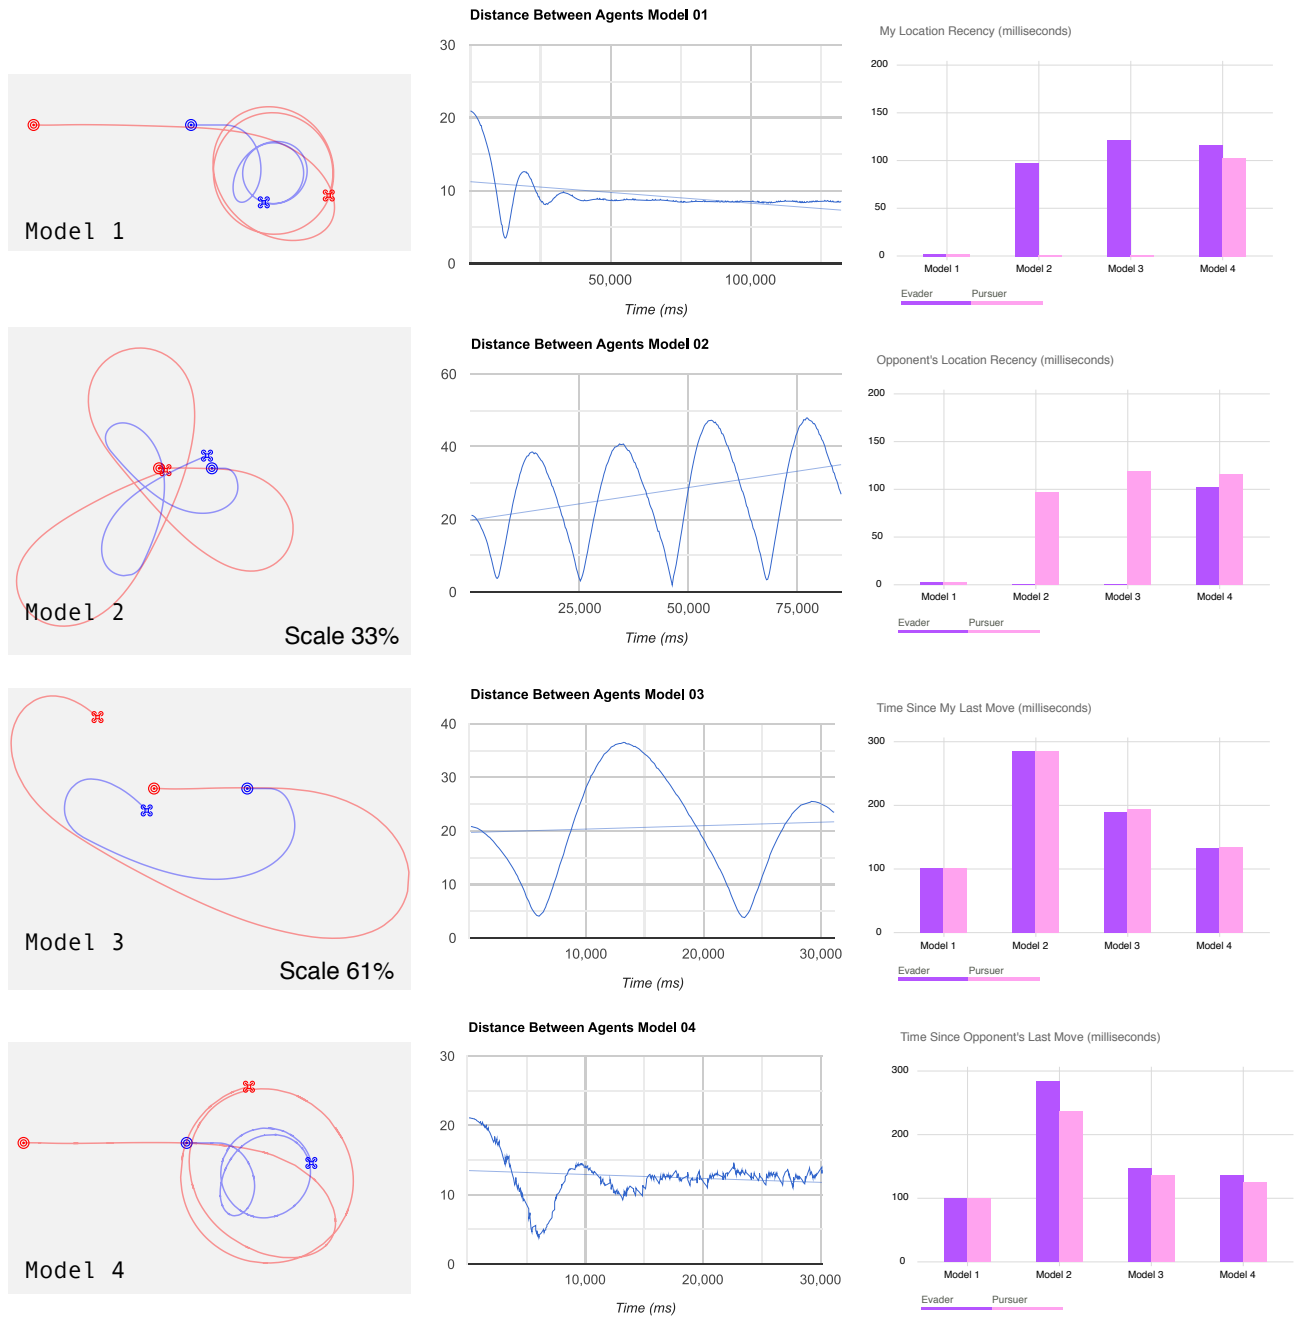 Model 1
Distance Between Agents Model 01
30
20
10
0
50,000
100,000
Time (ms)
My Location Recency (milliseconds)
200
150
100
50
0
Model 1
Model 2
Model 3
Model 4
Evader
Pursuer
Model 2
Scale 33%
Distance Between Agents Model 02
60
40
20
0
25,000
50,000
75,000
Time (ms)
Opponent's Location Recency (milliseconds)
200
150
100
50
0
Model 1
Model 2
Model 3
Model 4
Evader
Pursuer
Model 3
Scale 61%
Distance Between Agents Model 03
40
30
20
10
0
10,000
20,000
30,000
Time (ms)
Time Since My Last Move (milliseconds)
300
200
100
0
Model 1
Model 2
Model 3
Model 4
Evader
Pursuer
Model 4
Distance Between Agents Model 04
30
20
10
0
10,000
20,000
30,000
Time (ms)
Time Since Opponent's Last Move (milliseconds)
300
200
100
0
Model 1
Model 2
Model 3
Model 4
Evader
Pursuer